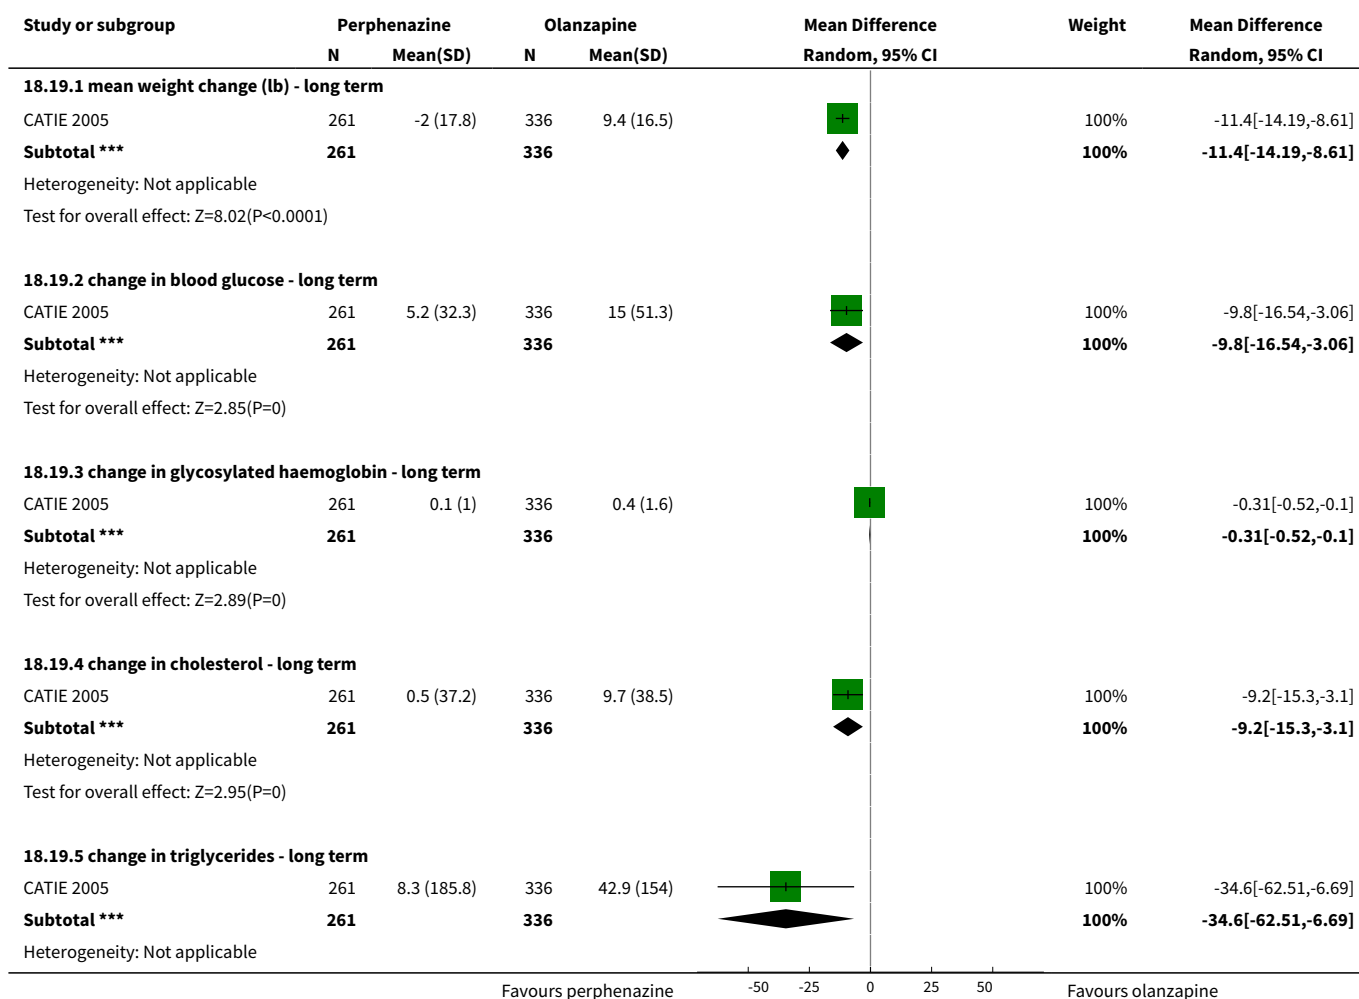 Study or subgroup Perphenazine Olanzapine Mean Difference Weight Mean Difference
N Mean(SD) N Mean(SD) Random, 95% CI Random, 95% CI
18.19.1 mean weight change (lb) - long term
CATIE 2005 261 -2 (17.8) 336 9.4 (16.5) 100% -11.4[-14.19,-8.61]
Subtotal *** 261 336 100% -11.4[-14.19,-8.61]
Heterogeneity: Not applicable
Test for overall effect: Z=8.02(P<0.0001)
18.19.2 change in blood glucose - long term
CATIE 2005 261 5.2 (32.3) 336 15 (51.3) 100% -9.8[-16.54,-3.06]
Subtotal *** 261 336 100% -9.8[-16.54,-3.06]
Heterogeneity: Not applicable
Test for overall effect: Z=2.85(P=0)
18.19.3 change in glycosylated haemoglobin - long term
CATIE 2005 261 0.1 (1) 336 0.4 (1.6) 100% -0.31[-0.52,-0.1]
Subtotal *** 261 336 100% -0.31[-0.52,-0.1]
Heterogeneity: Not applicable
Test for overall effect: Z=2.89(P=0)
18.19.4 change in cholesterol - long term
CATIE 2005 261 0.5 (37.2) 336 9.7 (38.5) 100% -9.2[-15.3,-3.1]
Subtotal *** 261 336 100% -9.2[-15.3,-3.1]
Heterogeneity: Not applicable
Test for overall effect: Z=2.95(P=0)
18.19.5 change in triglycerides - long term
CATIE 2005 261 8.3 (185.8) 336 42.9 (154) 100% -34.6[-62.51,-6.69]
Subtotal *** 261 336 100% -34.6[-62.51,-6.69]
Heterogeneity: Not applicable
Favours perphenazine -50 -25 0 25 50 Favours olanzapine